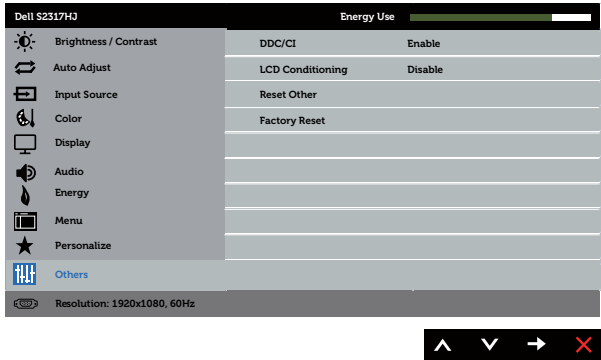 Dell S2317HJ Energy Use
Brightness / Contrast DDC/CI Enable
Auto Adjust LCD Conditioning Disable
Input Source Reset Other
Color Factory Reset
Display
Audio
Energy
Menu
Personalize
Others
Resolution: 1920x1080, 60Hz